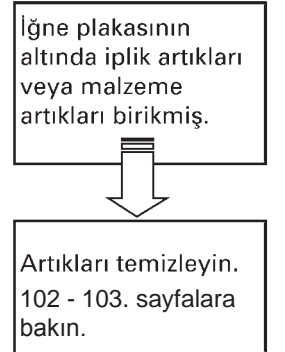 İğne plakasının
altında iplik artıkları
veya malzeme
artıkları birikmiş.
Artıkları temizleyin.
102 - 103. sayfalara
bakın.